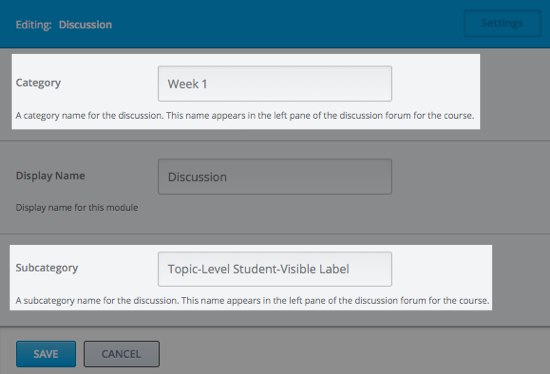 Editing: Discussion
Settings
Category
Week 1
A category name for the discussion. This name appears in the left pane of the discussion forum for the course.
Display Name
Discussion
Display name for this module
Subcategory
Topic-Level Student-Visible Label
A subcategory name for the discussion. This name appears in the left pane of the discussion forum for the course.
SAVE
CANCEL